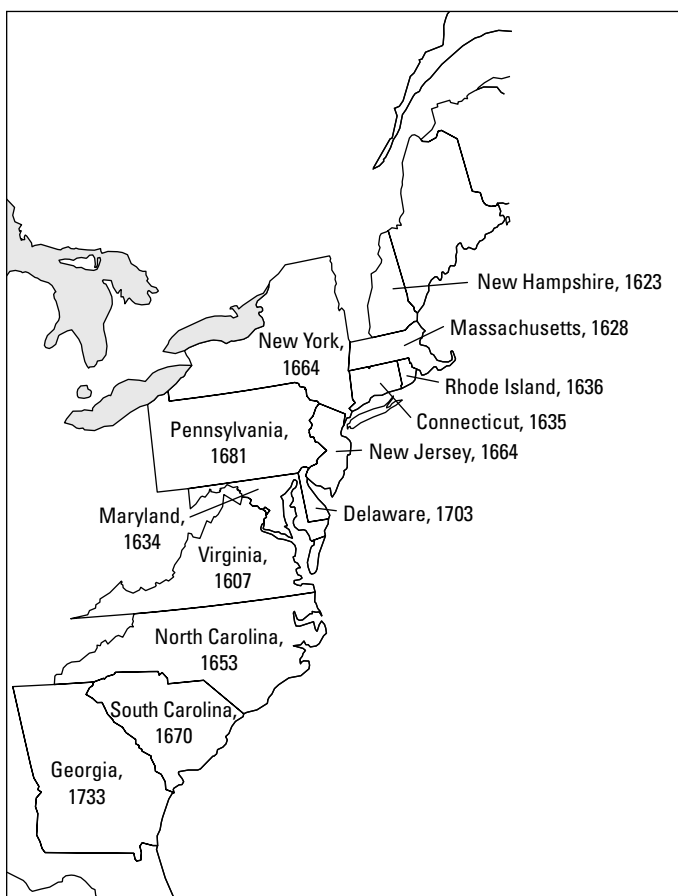 New Hampshire, 1623
Massachusetts, 1628
New York,
1664
Rhode Island, 1636
Connecticut, 1635
Pennsylvania,
1681
New Jersey, 1664
Maryland,
1634
Delaware, 1703
Virginia,
1607
North Carolina,
1653
South Carolina,
1670
Georgia,
1733